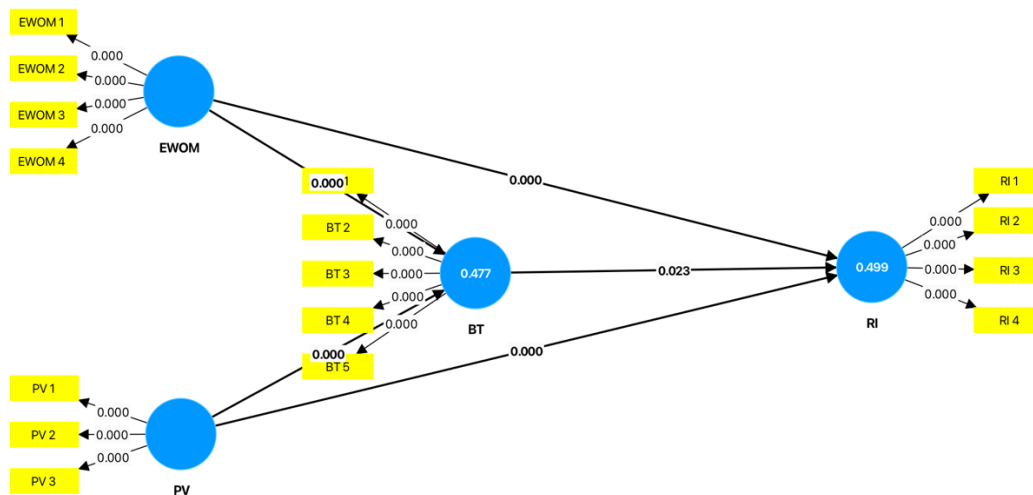 EWOM 1
0.000
EWOM 2
0.000
EWOM 3
0.000
EWOM 4
0.000
EWOM
0.000
0.000
1
0.000
BT 2
0.000
BT 3
0.000
BT 4
0.000
BT 5
0.000
0.000
0.477
BT
0.023
0.000
0.499
RI
RI 1
0.000
RI 2
0.000
RI 3
0.000
RI 4
0.000
PV 1
0.000
PV 2
0.000
PV 3
0.000
PV